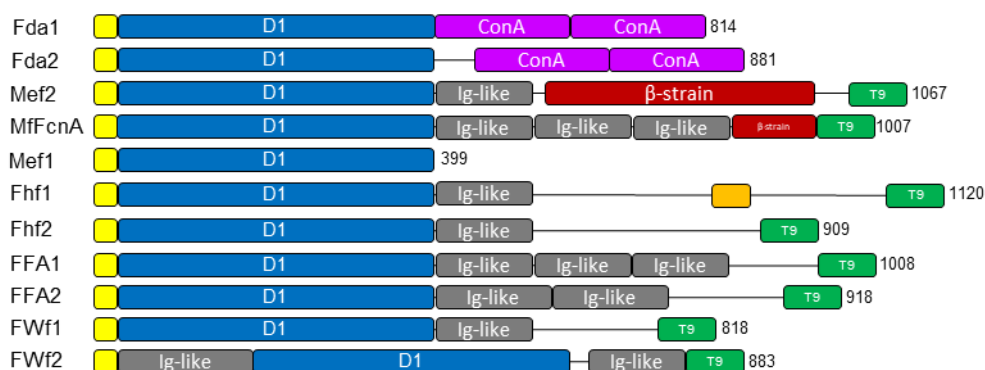 Fda1 D1 ConA ConA 814
Fda2 D1 ConA ConA 881
Mef2 D1 Ig-like β-strain T9 1067
MfFcnA D1 Ig-like Ig-like Ig-like β-strain T9 1007
Mef1 D1 399
Fhf1 D1 Ig-like T9 1120
Fhf2 D1 Ig-like T9 909
FFA1 D1 Ig-like Ig-like Ig-like T9 1008
FFA2 D1 Ig-like Ig-like T9 918
FWf1 D1 Ig-like T9 818
FWf2 Ig-like D1 Ig-like T9 883